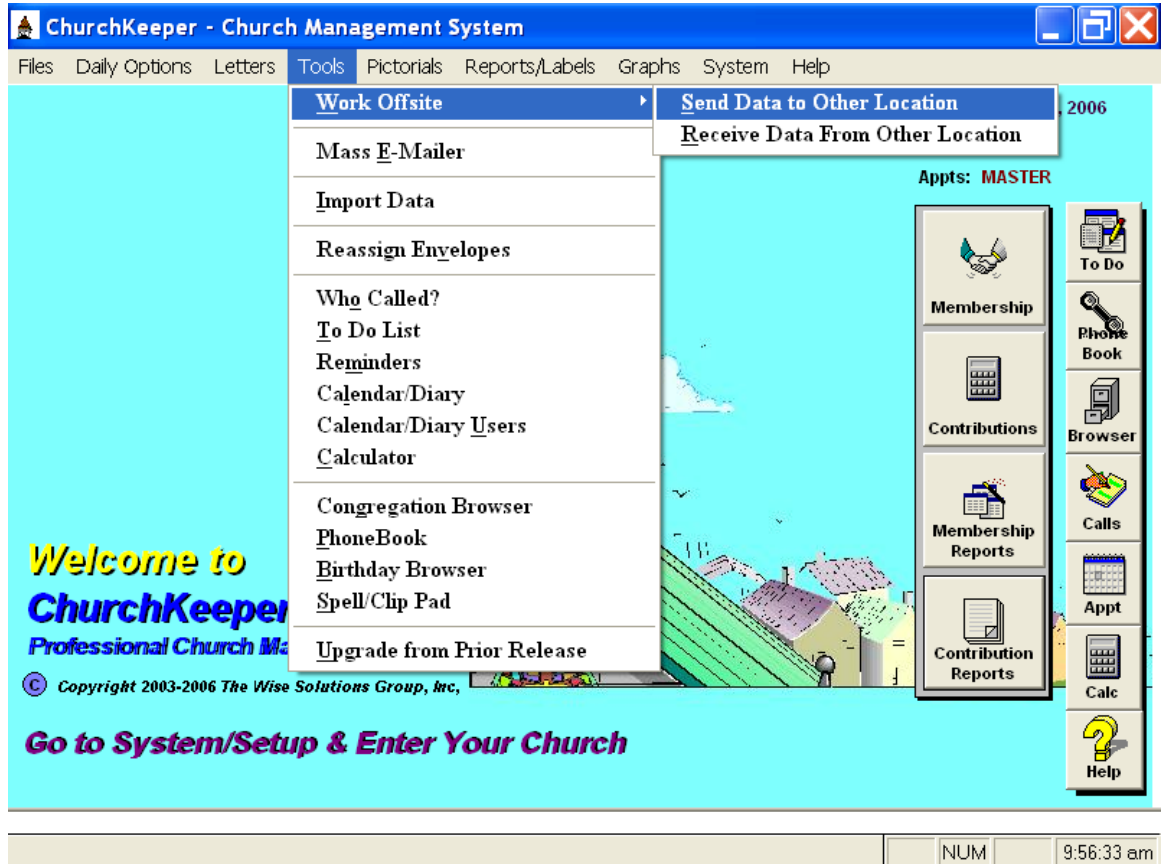 ChurchKeeper - Church Management System
Files Daily Options Letters Tools Pictorials Reports/Labels Graphs System Help
Work Offsite
Send Data to Other Location
Receive Data From Other Location
, 2006
Mass E-Mailer
Import Data
Reassign Envelopes
Who Called?
To Do List
Reminders
Calendar/Diary
Calendar/Diary Users
Calculator
Congregation Browser
PhoneBook
Birthday Browser
Spell/Clip Pad
Upgrade from Prior Release
Appts: MASTER
Membership
Contributions
Membership
Reports
Contribution
Reports
To Do
Phone
Book
Browser
Calls
Appt
Calc
Help
Welcome to
ChurchKeeper
Professional Church Ma
C Copyright 2003-2006 The Wise Solutions Group, Inc,
Go to System/Setup & Enter Your Church
NUM 9:56:33 am